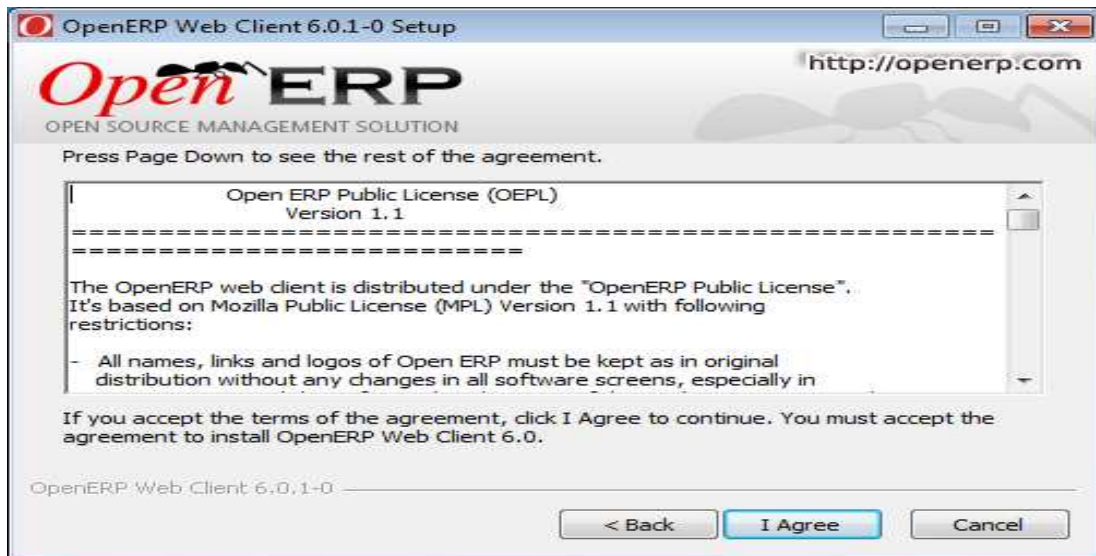 OpenERP Web Client 6.0.1-0 Setup
http://openerp.com
Open ERP
OPEN SOURCE MANAGEMENT SOLUTION
Press Page Down to see the rest of the agreement.
Open ERP Public License (OEPL)
Version 1.1
=====================================================
==========================
The OpenERP web client is distributed under the "OpenERP Public License".
It's based on Mozilla Public License (MPL) Version 1.1 with following
restrictions:
- All names, links and logos of Open ERP must be kept as in original
distribution without any changes in all software screens, especially in
If you accept the terms of the agreement, click I Agree to continue. You must accept the
agreement to install OpenERP Web Client 6.0.
OpenERP Web Client 6.0.1-0
< Back
I Agree
Cancel